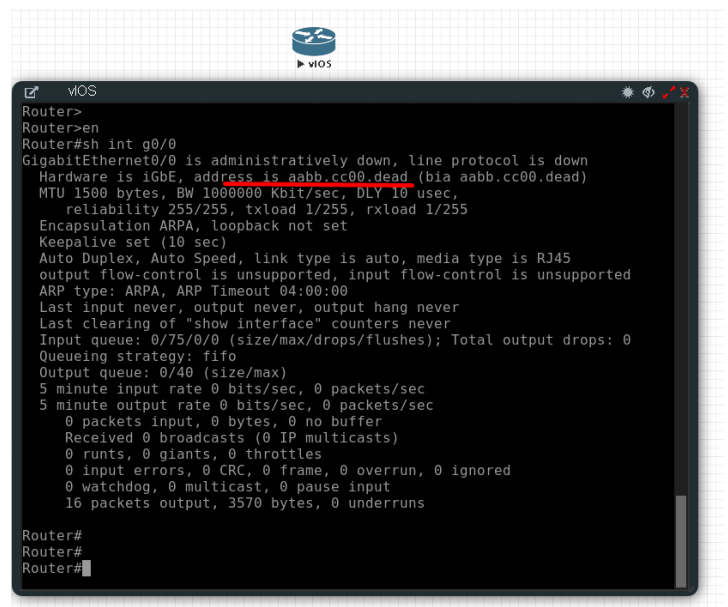 vIOS
vIOS
Router>
Router>en
Router#sh int g0/0
GigabitEthernet0/0 is administratively down, line protocol is down
  Hardware is iGbE, address is aabb.cc00.dead (bia aabb.cc00.dead)
  MTU 1500 bytes, BW 1000000 Kbit/sec, DLY 10 usec,
     reliability 255/255, txload 1/255, rxload 1/255
  Encapsulation ARPA, loopback not set
  Keepalive set (10 sec)
  Auto Duplex, Auto Speed, link type is auto, media type is RJ45
  output flow-control is unsupported, input flow-control is unsupported
  ARP type: ARPA, ARP Timeout 04:00:00
  Last input never, output never, output hang never
  Last clearing of "show interface" counters never
  Input queue: 0/75/0/0 (size/max/drops/flushes); Total output drops: 0
  Queueing strategy: fifo
  Output queue: 0/40 (size/max)
  5 minute input rate 0 bits/sec, 0 packets/sec
  5 minute output rate 0 bits/sec, 0 packets/sec
     0 packets input, 0 bytes, 0 no buffer
     Received 0 broadcasts (0 IP multicasts)
     0 runts, 0 giants, 0 throttles
     0 input errors, 0 CRC, 0 frame, 0 overrun, 0 ignored
     0 watchdog, 0 multicast, 0 pause input
     16 packets output, 3570 bytes, 0 underruns
Router#
Router#
Router#